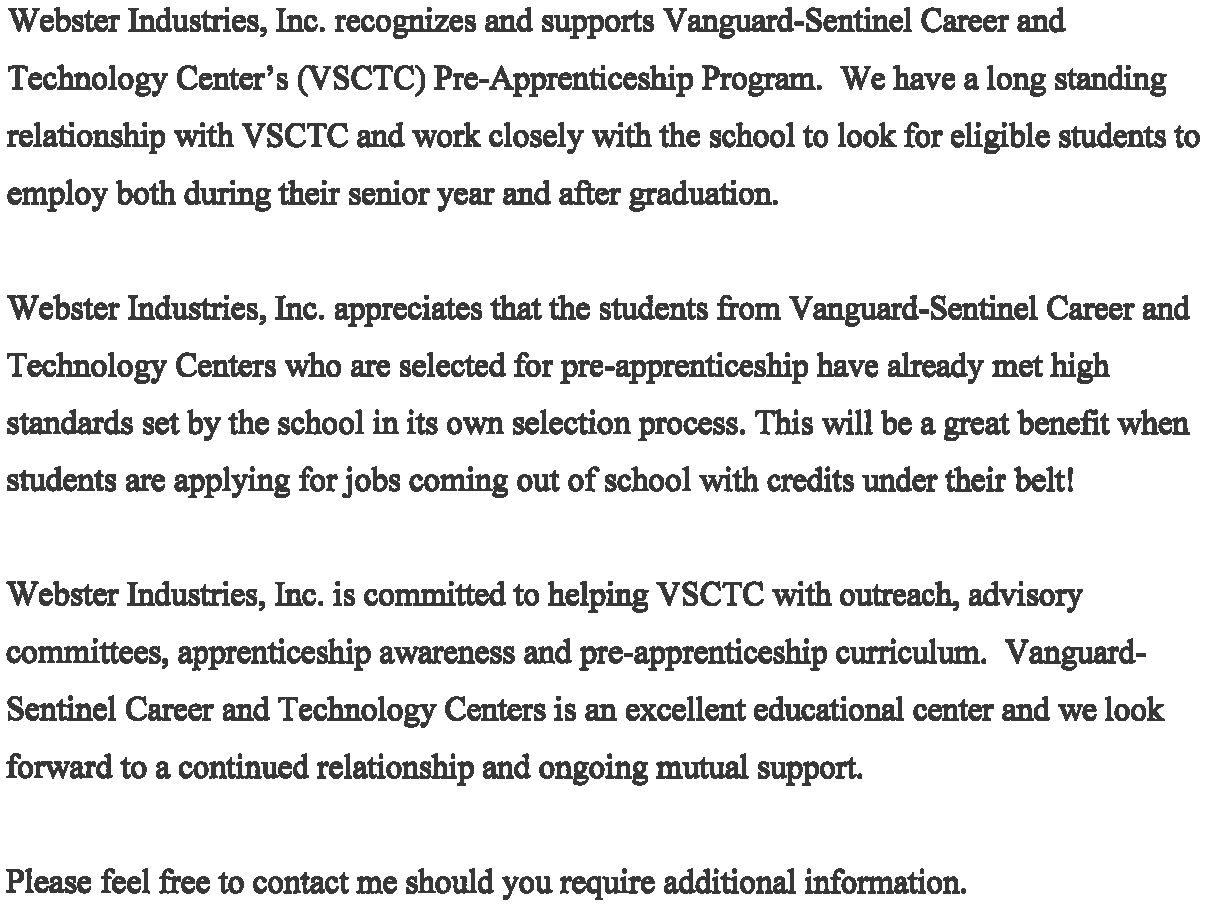 Webster Industries, Inc. recognizes and supports Vanguard-Sentinel Career and
Technology Center’s (VSCTC) Pre-Apprenticeship Program.  We have a long standing
relationship with VSCTC and work closely with the school to look for eligible students to
employ both during their senior year and after graduation.
Webster Industries, Inc. appreciates that the students from Vanguard-Sentinel Career and
Technology Centers who are selected for pre-apprenticeship have already met high
standards set by the school in its own selection process. This will be a great benefit when
students are applying for jobs coming out of school with credits under their belt!
Webster Industries, Inc. is committed to helping VSCTC with outreach, advisory
committees, apprenticeship awareness and pre-apprenticeship curriculum.  Vanguard-
Sentinel Career and Technology Centers is an excellent educational center and we look
forward to a continued relationship and ongoing mutual support.
Please feel free to contact me should you require additional information.